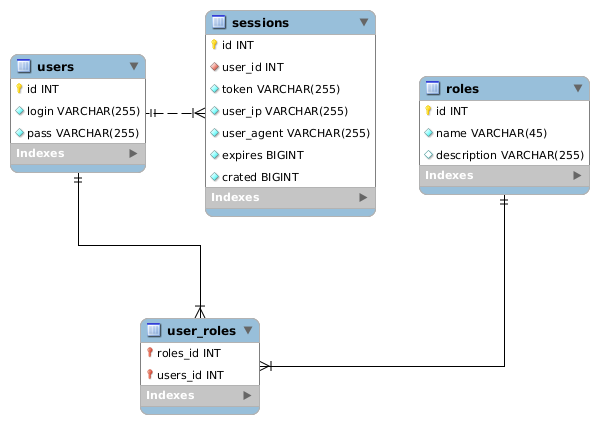 users
id INT
login VARCHAR(255)
pass VARCHAR(255)
Indexes
sessions
id INT
user_id INT
token VARCHAR(255)
user_ip VARCHAR(255)
user_agent VARCHAR(255)
expires BIGINT
crated BIGINT
Indexes
roles
id INT
name VARCHAR(45)
description VARCHAR(255)
Indexes
user_roles
roles_id INT
users_id INT
Indexes